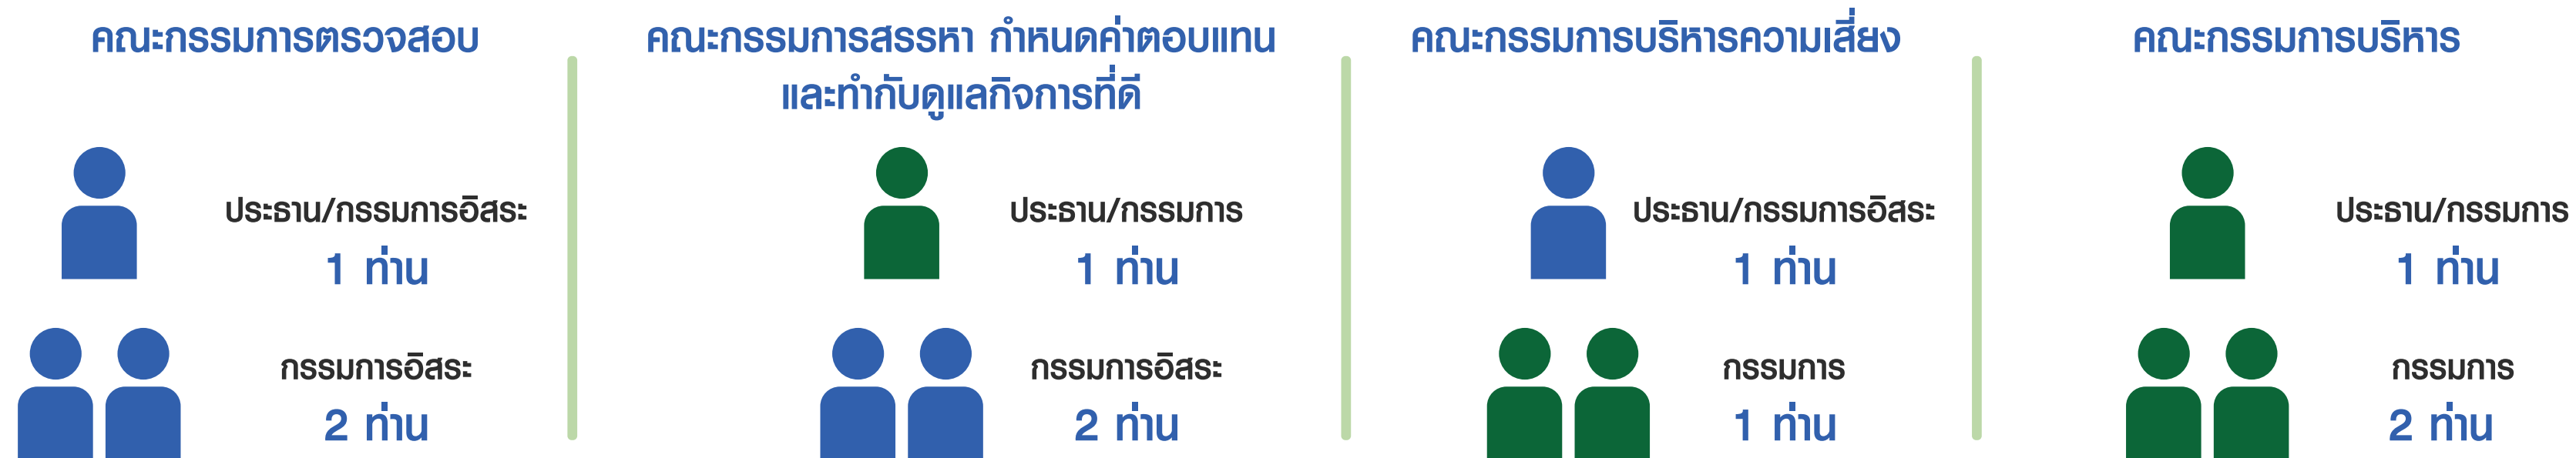 คณะกรรมการตรวจสอบ
ประธาน/กรรมการอิสระ
1 ท่าน
กรรมการอิสระ
2 ท่าน
คณะกรรมการสรรหา กำหนดค่าตอบแทน
และทำกับดูแลกิจการที่ดี
ประธาน/กรรมการ
1 ท่าน
กรรมการอิสระ
2 ท่าน
คณะกรรมการบริหารความเสี่ยง
ประธาน/กรรมการอิสระ
1 ท่าน
กรรมการ
1 ท่าน
คณะกรรมการบริหาร
ประธาน/กรรมการ
1 ท่าน
กรรมการ
2 ท่าน